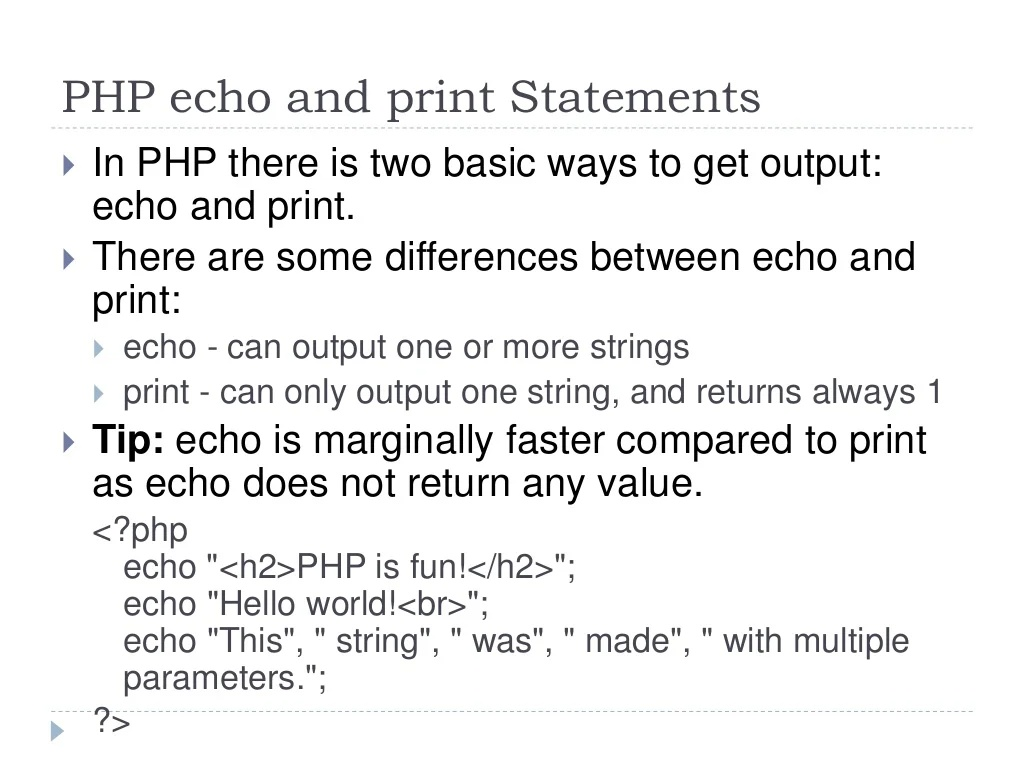 PHP echo and print Statements
In PHP there is two basic ways to get output:
echo and print.
There are some differences between echo and
print:
echo - can output one or more strings
print - can only output one string, and returns always 1
Tip: echo is marginally faster compared to print
as echo does not return any value.
<?php
echo "<h2>PHP is fun!</h2>";
echo "Hello world!<br>";
echo "This", " string", " was", " made", " with multiple
parameters.";
?>